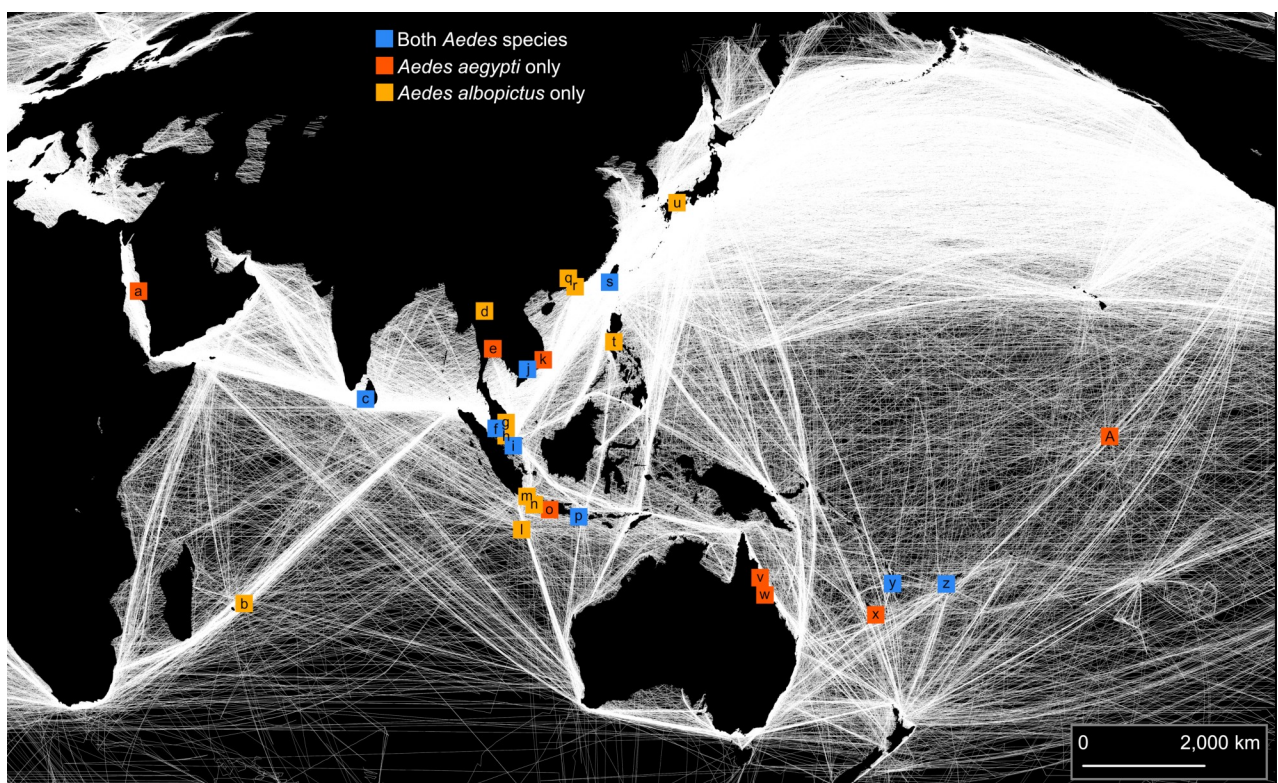 Both Aedes species
Aedes aegypti only
Aedes albopictus only
u
q
r
s
a
d
t
e
k
j
c
g
f
h
i
A
m
n
o
p
l
v
y
z
w
b
x
0 2,000 km